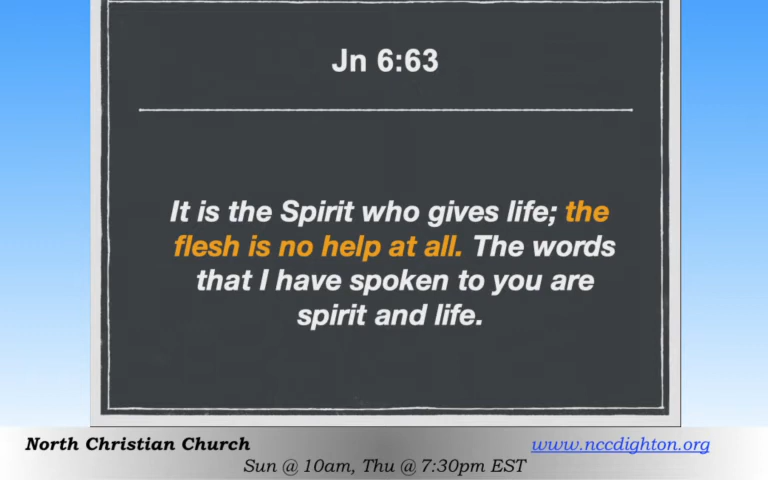 Jn 6:63
It is the Spirit who gives life; the
flesh is no help at all. The words
that I have spoken to you are
spirit and life.
North Christian Church
www.nccdighton.org
Sun @ 10am, Thu @ 7:30pm EST